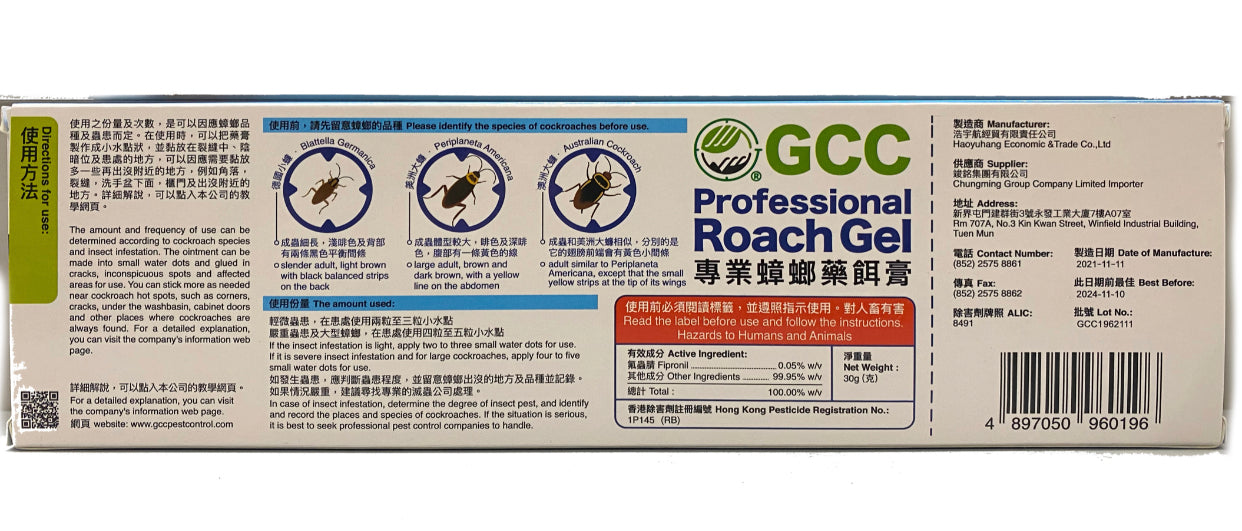 使用方法
Directions for use:
使用之份量及次數，是可以因應蟑螂品
種及蟲患而定。在使用時，可以把藥膏
製作成小水點狀，並黏放在裂縫中、陰
暗位及患處的地方，可以因應需要黏放
多一些再出沒附近的地方，例如角落，
裂縫，洗手盆下面，櫃門及出沒附近的
地方。詳細解說，可以點入本公司的教
學網頁。
The amount and frequency of use can be
determined according to cockroach species
and insect infestation. The ointment can be
made into small water dots and glued in
cracks, inconspicuous spots and affected
areas for use. You can stick more as needed
near cockroach hot spots, such as corners,
cracks, under the washbasin, cabinet doors
and other places where cockroaches are
always found. For a detailed explanation,
you can visit the company's information web
page.
詳細解說，可以點入本公司的教學網頁。
For a detailed explanation, you can visit
the company's information web page.
網頁 website: www.gccpestcontrol.com
使用前，請先留意蟑螂的品種 Please identify the species of cockroaches before use.
德國小蠊．Blattella Germanica
成蟲細長，淺啡色及背部
有兩條黑色平衡間條
slender adult, light brown
with black balanced strips
on the back
美洲大蠊．Periplaneta Americana
成蟲體型較大，啡色及深啡
色，腹部有一條黃色的線
large adult, brown and
dark brown, with a yellow
line on the abdomen
澳洲大蠊．Australian Cockroach
成蟲和美洲大蠊相似，分別的是
它的翅膀前端會有黃色小間條
adult similar to Periplaneta
Americana, except that the small
yellow strips at the tip of its wings
使用份量 The amount used:
輕微蟲患，在患處使用兩粒至三粒小水點
嚴重蟲患及大型蟑螂，在患處使用四粒至五粒小水點
If the insect infestation is light, apply two to three small water dots for use.
If it is severe insect infestation and for large cockroaches, apply four to five
small water dots for use.
如發生蟲患，應判斷蟲患程度，並留意蟑螂出沒的地方及品種並記錄。
如果情況嚴重，建議尋找專業的滅蟲公司處理。
In case of insect infestation, determine the degree of insect pest, and identify
and record the places and species of cockroaches. If the situation is serious,
it is best to seek professional pest control companies to handle.
GCC
®
Professional
Roach Gel
專業蟑螂藥餌膏
使用前必須閱讀標籤，並遵照指示使用。對人畜有害
Read the label before use and follow the instructions.
Hazards to Humans and Animals
有效成分 Active Ingredient:
氟蟲腈 Fipronil ........................ 0.05% w/v
其他成分 Other Ingredients .......... 99.95% w/v
總計 Total : 100.00% w/v
淨重量
Net Weight :
30g (克)
香港除害劑註冊編號 Hong Kong Pesticide Registration No.:
1P145 (RB)
製造商 Manufacturer:
浩宇航經貿有限責任公司
Haoyuhang Economic &Trade Co.,Ltd
供應商 Supplier:
鍐銘集團有限公司
Chungming Group Company Limited Importer
地址 Address:
新界屯門建群街3號永發工業大廈7樓A07室
Rm 707A, No.3 Kin Kwan Street, Winfield Industrial Building,
Tuen Mun
電話 Contact Number:
(852) 2575 8861
製造日期 Date of Manufacture:
2021-11-11
傳真 Fax:
(852) 2575 8862
此日期前最佳 Best Before:
2024-11-10
除害劑牌照 ALIC:
8491
批號 Lot No.:
GCC1962111
4 897050 960196